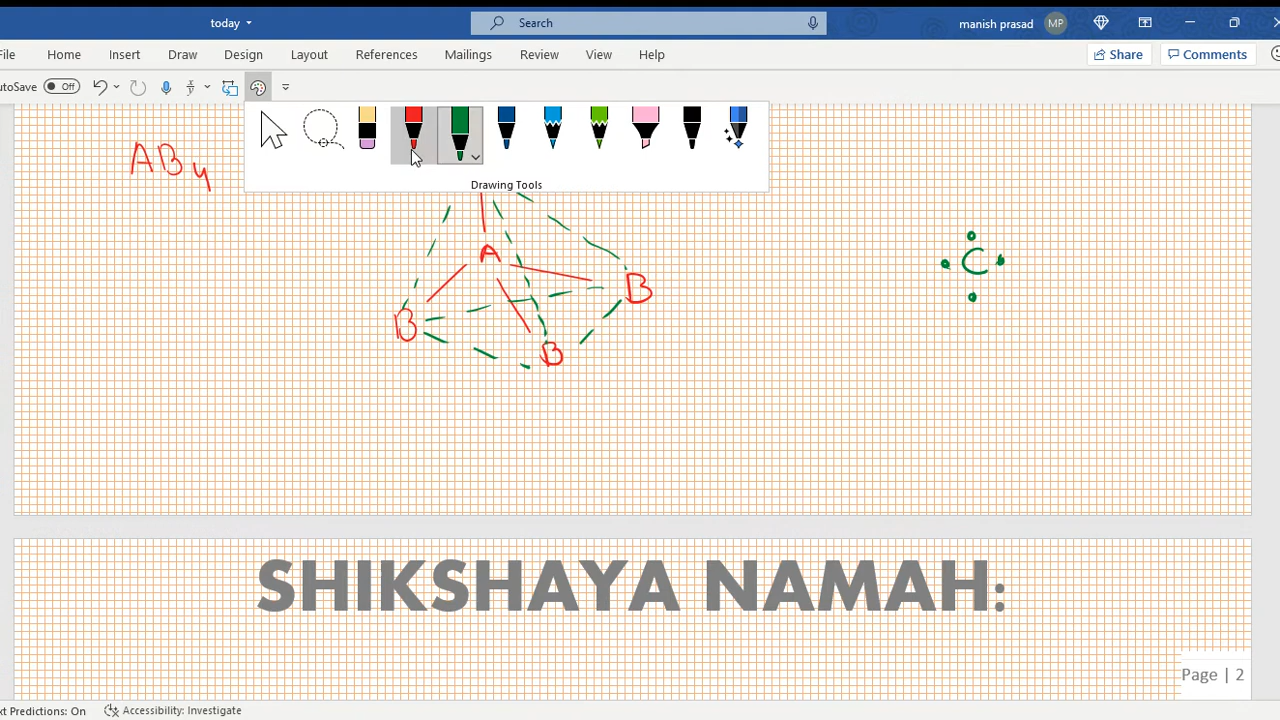 today
Search
manish prasad MP
File Home Insert Draw Design Layout References Mailings Review View Help Share Comments
AutoSave Off
Drawing Tools
AB4
A
C
B
B
B
SHIKSHAYA NAMAH:
Page | 2
xt Predictions: On Accessibility: Investigate